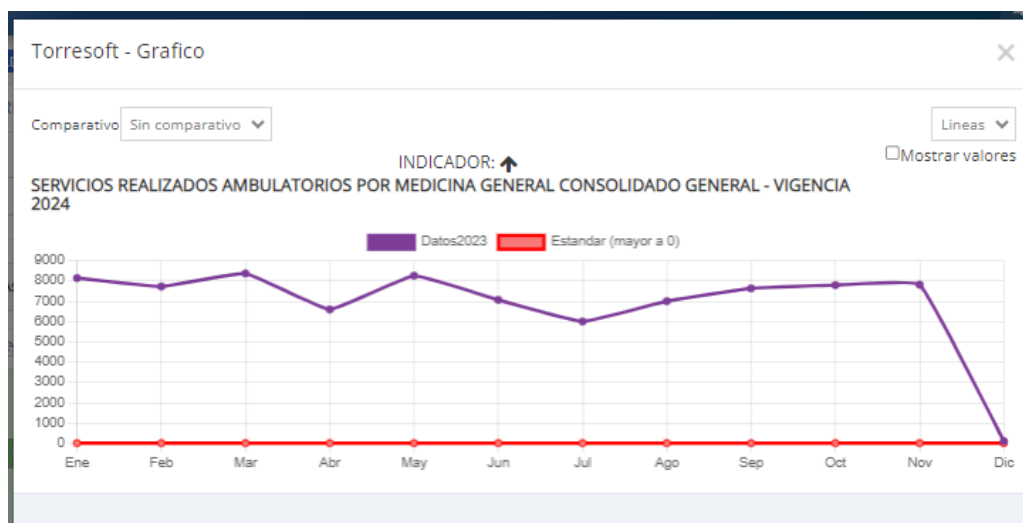 Torresoft - Grafico
Comparativo Sin comparativo
Lineas
Mostrar valores
INDICADOR:
SERVICIOS REALIZADOS AMBULATORIOS POR MEDICINA GENERAL CONSOLIDADO GENERAL - VIGENCIA
2024
Datos2023 Estandar (mayor a 0)
9000
8000
7000
6000
5000
4000
3000
2000
1000
0
Ene Feb Mar Abr May Jun Jul Ago Sep Oct Nov Dic